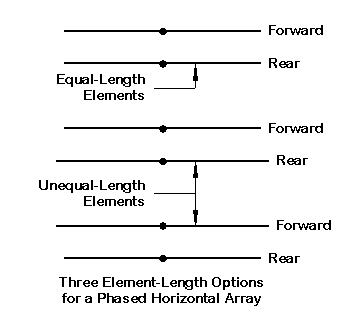 Forward
Rear
Equal-Length
Elements
Forward
Rear
Unequal-Length
Elements
Forward
Rear
Three Element-Length Options
for a Phased Horizontal Array